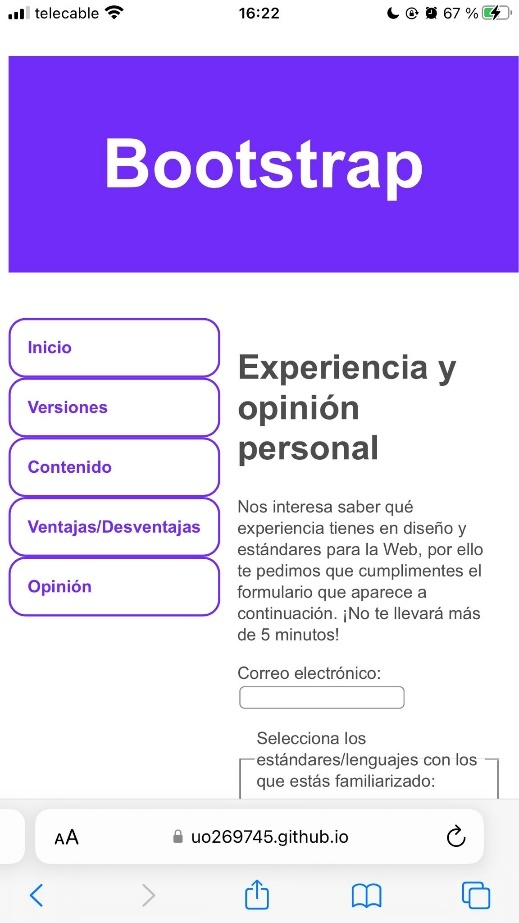 telecable 16:22 67 %
Bootstrap
Inicio
Versiones
Contenido
Ventajas/Desventajas
Opinión
Experiencia y
opinión
personal
Nos interesa saber qué
experiencia tienes en diseño y
estándares para la Web, por ello
te pedimos que cumplimentes el
formulario que aparece a
continuación. ¡No te llevará más
de 5 minutos!
Correo electrónico:
Selecciona los
estándares/lenguajes con los
que estás familiarizado:
AA uo269745.github.io